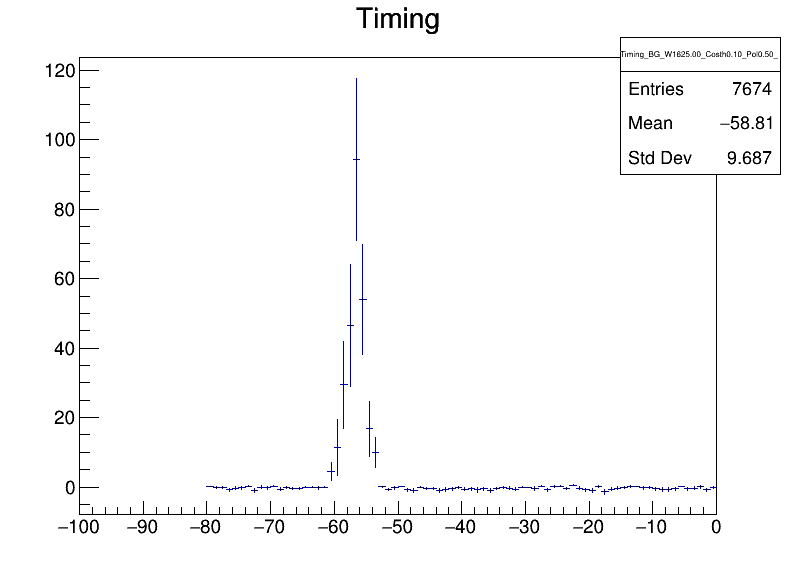 Timing
Timing_BG_W1625.00_Costh0.10_Pol0.50_
Entries 7674
Mean −58.81
Std Dev 9.687
120
100
80
60
40
20
0
−100 −90 −80 −70 −60 −50 −40 −30 −20 −10 0